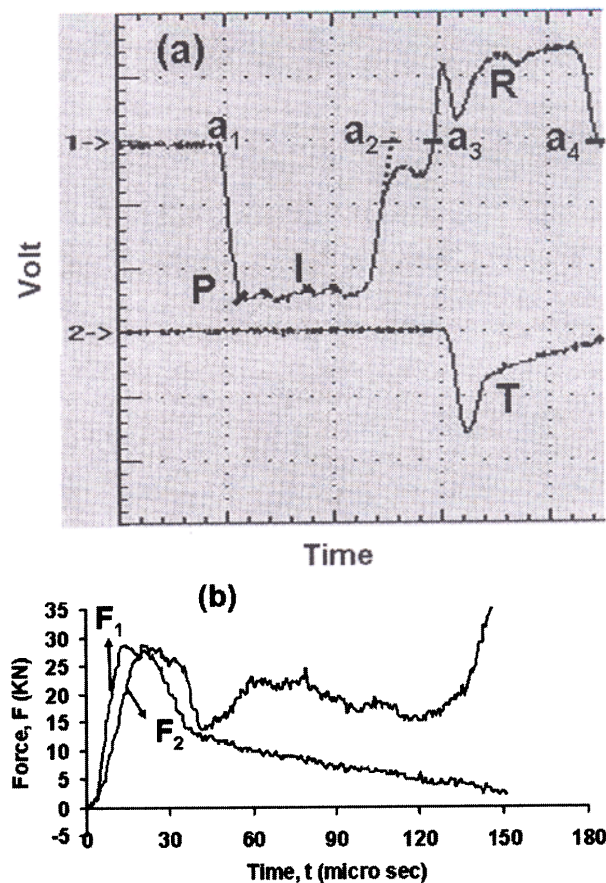 (a)
1->
a1
a2
a3
a4
R
P
I
2->
T
Volt
Time
(b)
35
30
25
20
15
10
5
0
-5
F1
F2
Force, F (KN)
0
30
60
90
120
150
180
Time, t (micro sec)